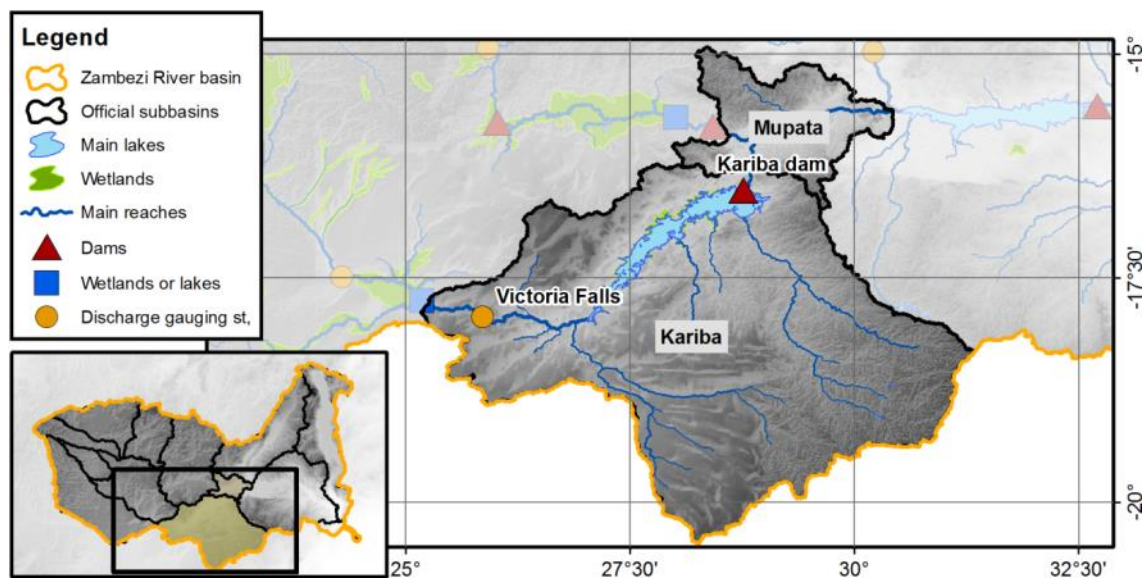 Legend
Zambezi River basin
Official subbasins
Main lakes
Wetlands
Main reaches
Dams
Wetlands or lakes
Discharge gauging st,
Mupata
Kariba dam
Victoria Falls
Kariba
-15°
-17°30'
-20°
25°
27°30'
30°
32°30'